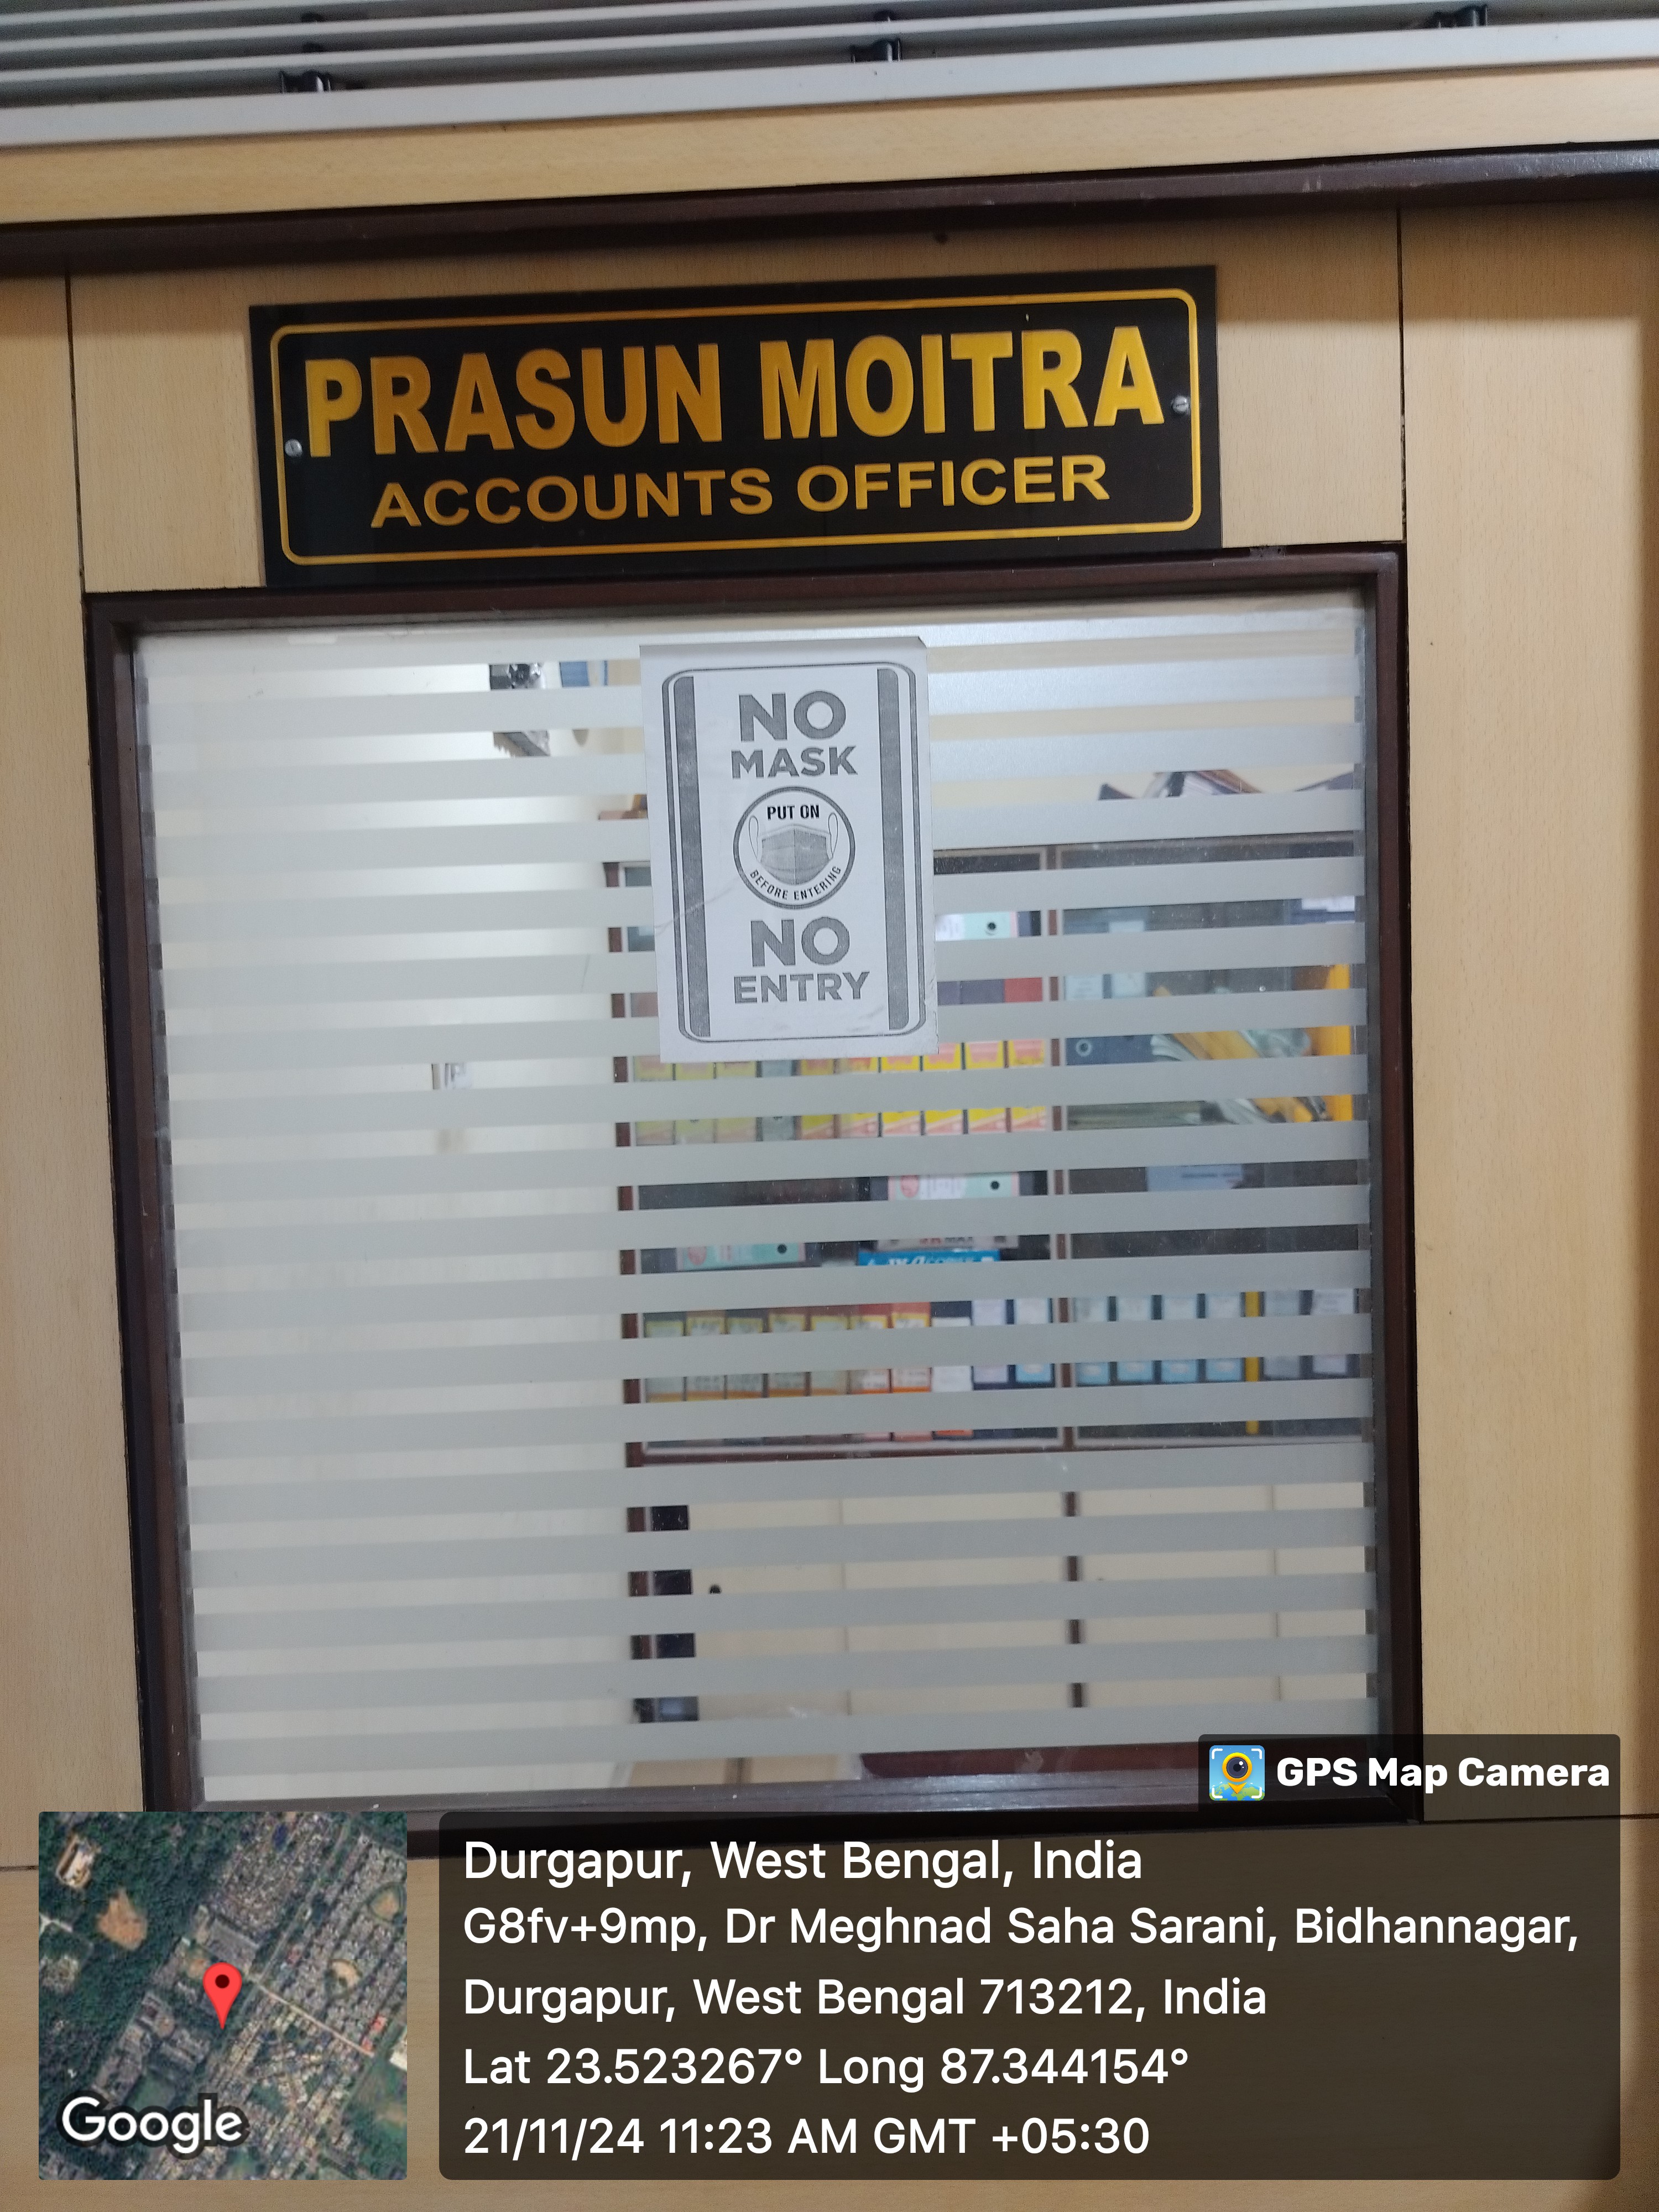 PRASUN MOITRA
ACCOUNTS OFFICER
NO
MASK
PUT ON
BEFORE ENTERING
NO
ENTRY
GPS Map Camera
Durgapur, West Bengal, India
G8fv+9mp, Dr Meghnad Saha Sarani, Bidhannagar,
Durgapur, West Bengal 713212, India
Lat 23.523267° Long 87.344154°
21/11/24 11:23 AM GMT +05:30
Google